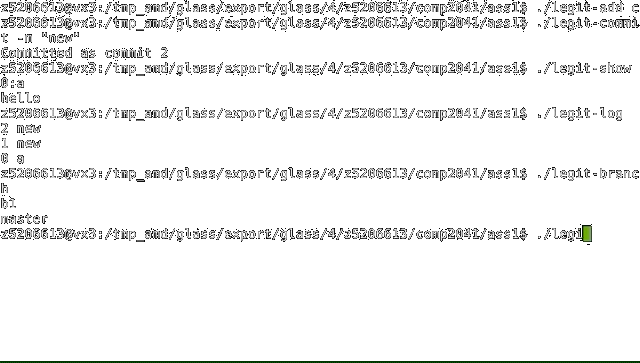 z5206613@vx3:/tmp_amd/glass/export/glass/4/z5206613/comp2041/ass1$ ./legit-add c
z5206613@vx3:/tmp_amd/glass/export/glass/4/z5206613/comp2041/ass1$ ./legit-commi
t -m "new"
Committed as commit 2
z5206613@vx3:/tmp_amd/glass/export/glass/4/z5206613/comp2041/ass1$ ./legit-show
0:a
hello
z5206613@vx3:/tmp_amd/glass/export/glass/4/z5206613/comp2041/ass1$ ./legit-log
2 new
1 new
0 a
z5206613@vx3:/tmp_amd/glass/export/glass/4/z5206613/comp2041/ass1$ ./legit-branc
h
b1
master
z5206613@vx3:/tmp_amd/glass/export/glass/4/z5206613/comp2041/ass1$ ./legi